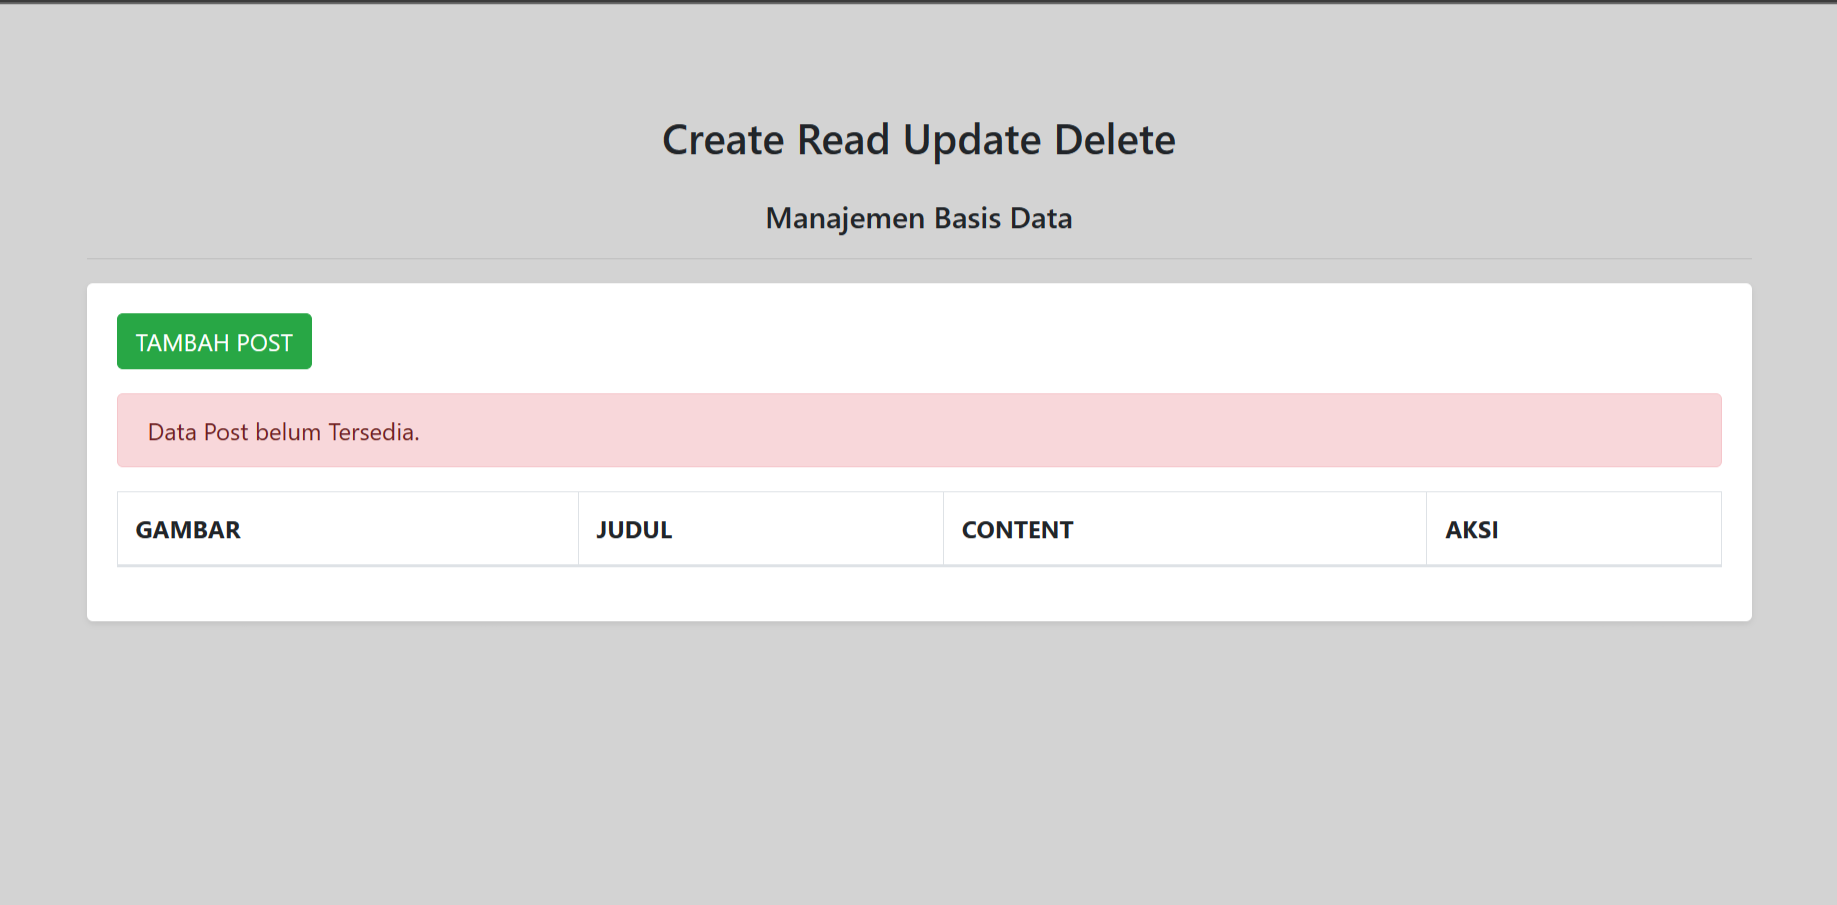 Create Read Update Delete
Manajemen Basis Data
TAMBAH POST
Data Post belum Tersedia.
GAMBAR JUDUL CONTENT AKSI